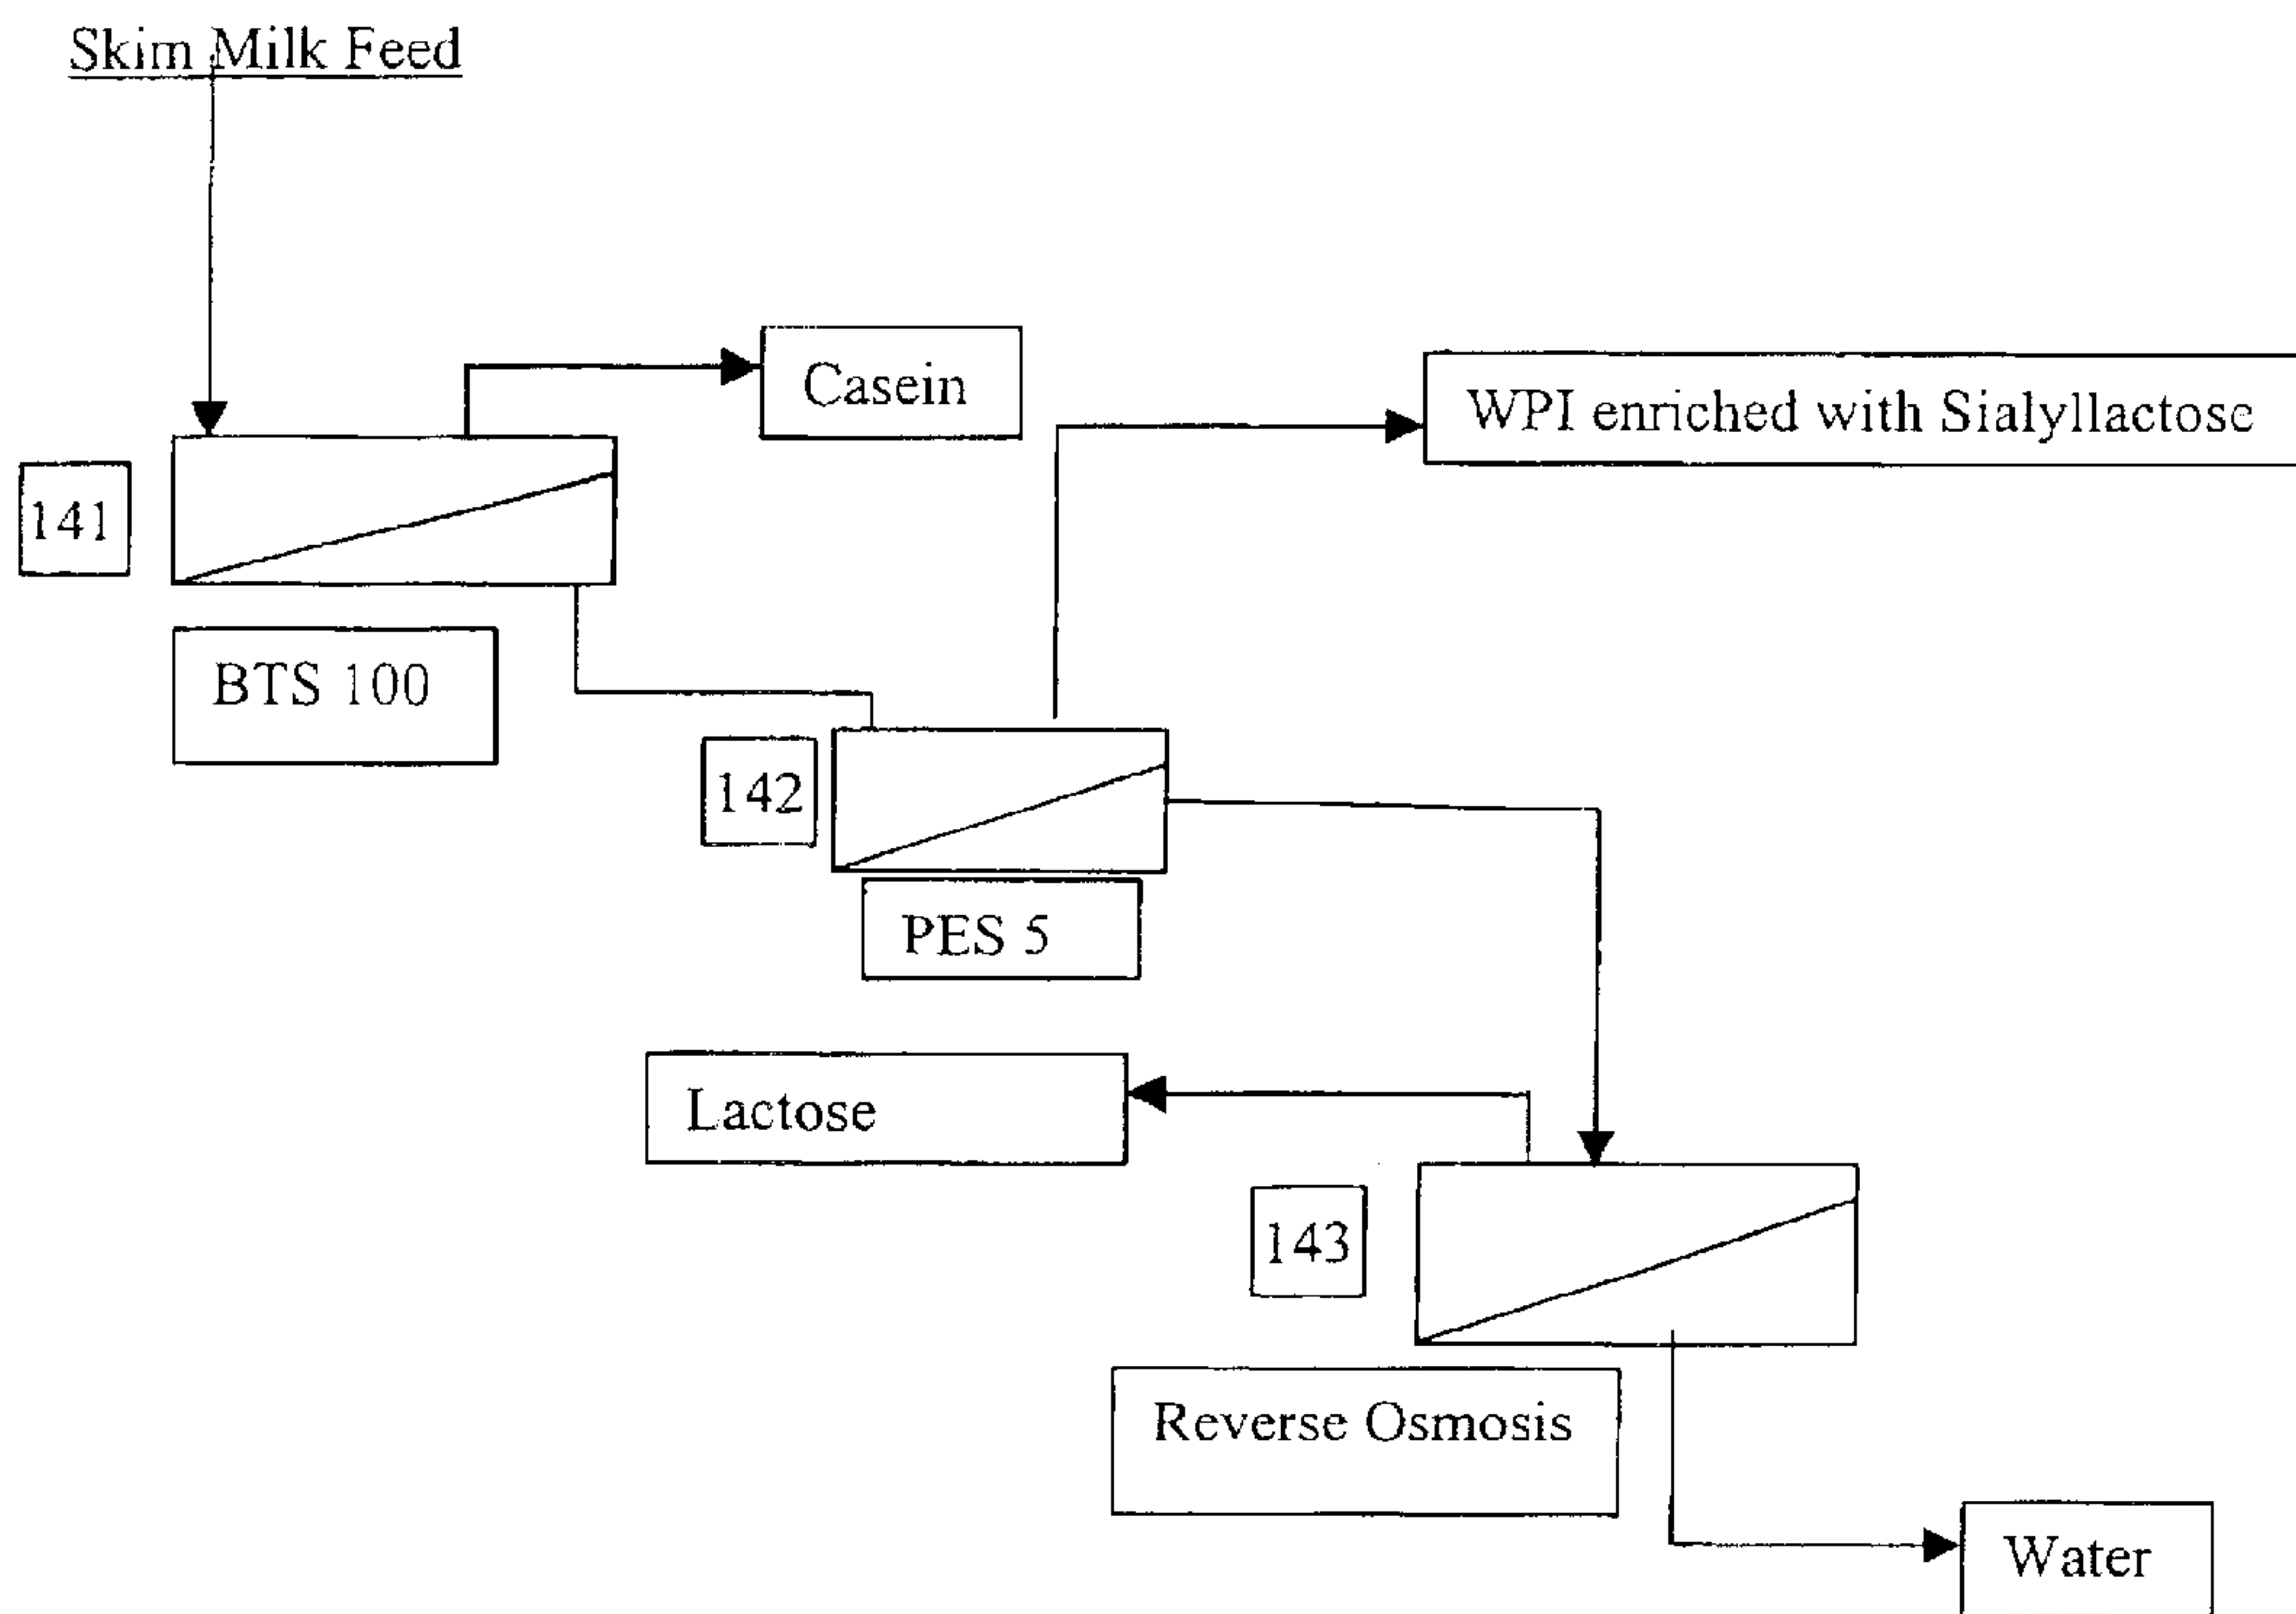 Skim Milk Feed
Casein
WPI enriched with Sialyllactose
141
BTS 100
142
PES 5
Lactose
143
Reverse Osmosis
Water